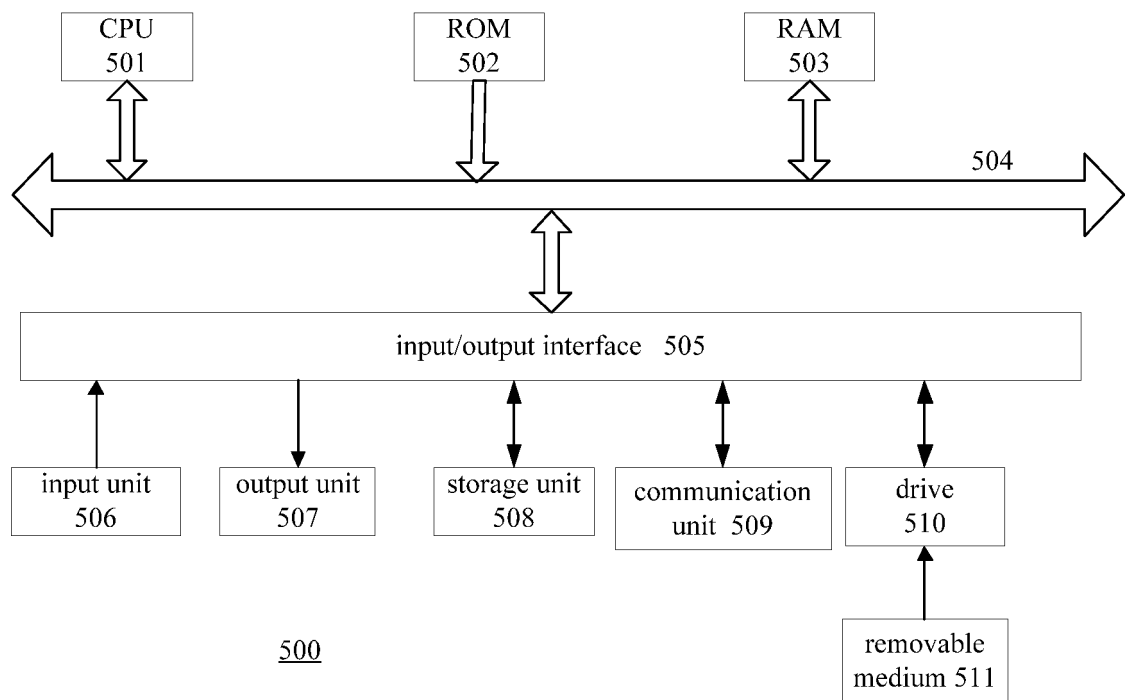 CPU
501
ROM
502
RAM
503
504
input/output interface 505
input unit
506
output unit
507
storage unit
508
communication
unit 509
drive
510
removable
medium 511
500